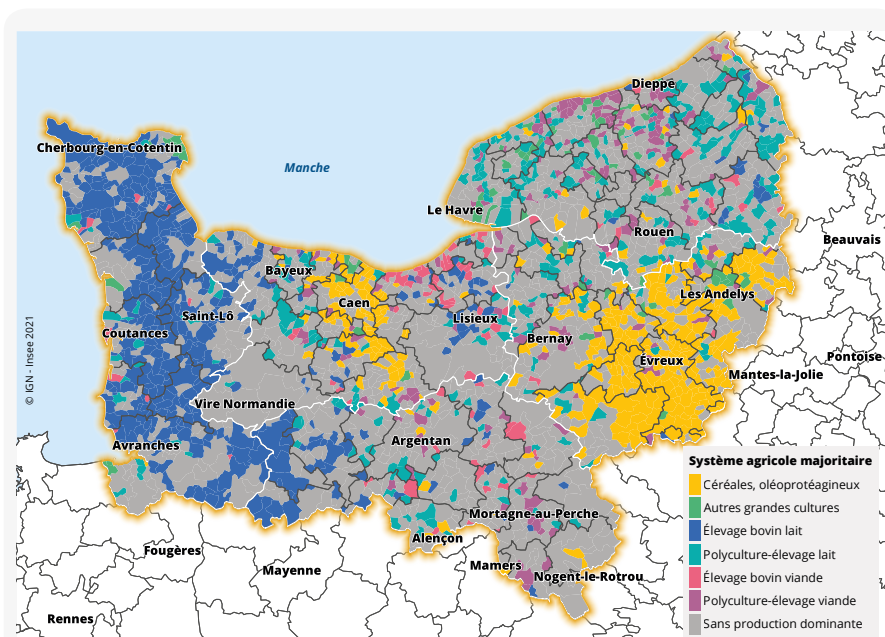 Dieppe
Cherbourg-en-Cotentin
Manche
Le Havre
Rouen
Beauvais
Bayeux
Les Andelys
Caen
Saint-Lô
Lisieux
Coutances
Bernay
Évreux
Pontoise
Mantes-la-Jolie
Vire Normandie
Avranches
Argentan
© IGN - Insee 2021
Mortagne-au-Perche
Alençon
Fougères
Mamers
Mayenne
Nogent-le-Rotrou
Rennes
Système agricole majoritaire
Céréales, oléoprotéagineux
Autres grandes cultures
Élevage bovin lait
Polyculture-élevage lait
Élevage bovin viande
Polyculture-élevage viande
Sans production dominante